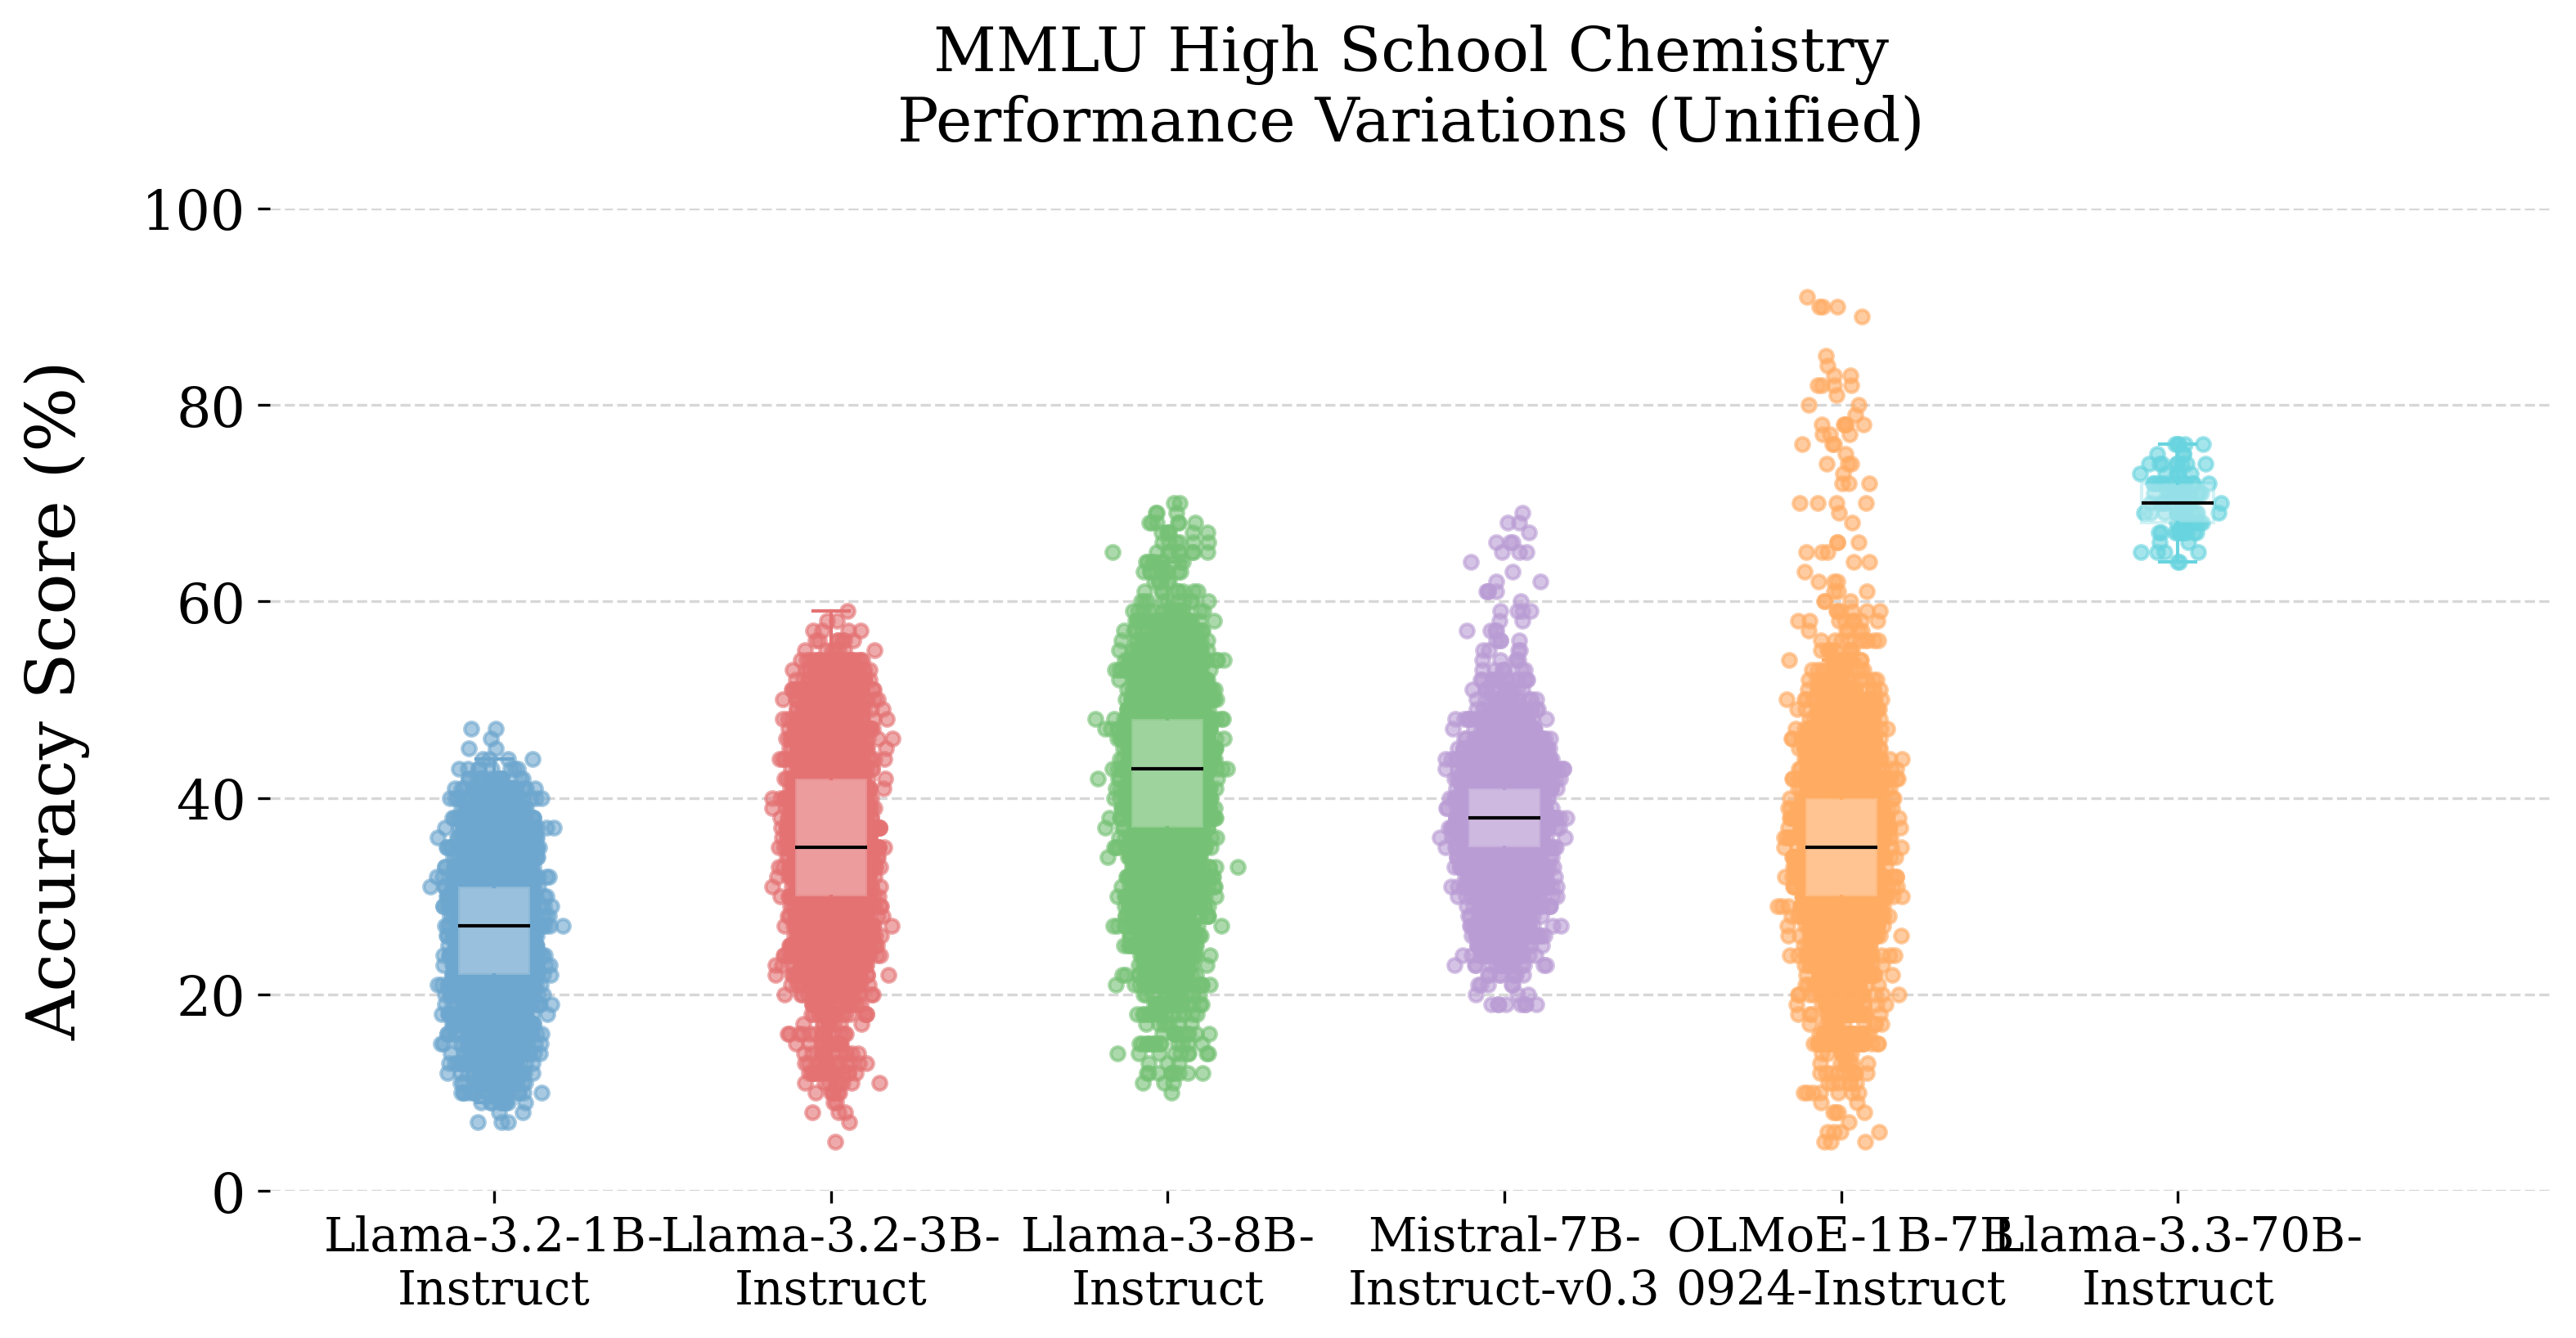 MMLU High School Chemistry
Performance Variations (Unified)
Accuracy Score (%)
100
80
60
40
20
0
Llama-3.2-1B-
Instruct
Llama-3.2-3B-
Instruct
Llama-3-8B-
Instruct
Mistral-7B-
Instruct-v0.3
OLMoE-1B-7B
0924-Instruct
Llama-3.3-70B-
Instruct